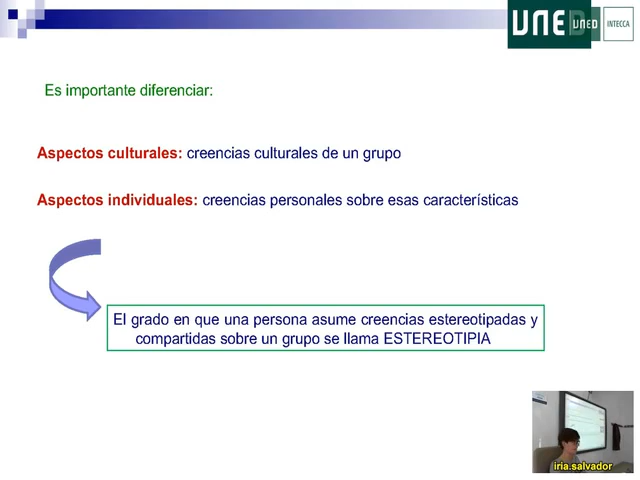 UNED
UNED
INTECCA
Es importante diferenciar:
Aspectos culturales: creencias culturales de un grupo
Aspectos individuales: creencias personales sobre esas características
El grado en que una persona asume creencias estereotipadas y
compartidas sobre un grupo se llama ESTEREOTIPIA
iria.salvador